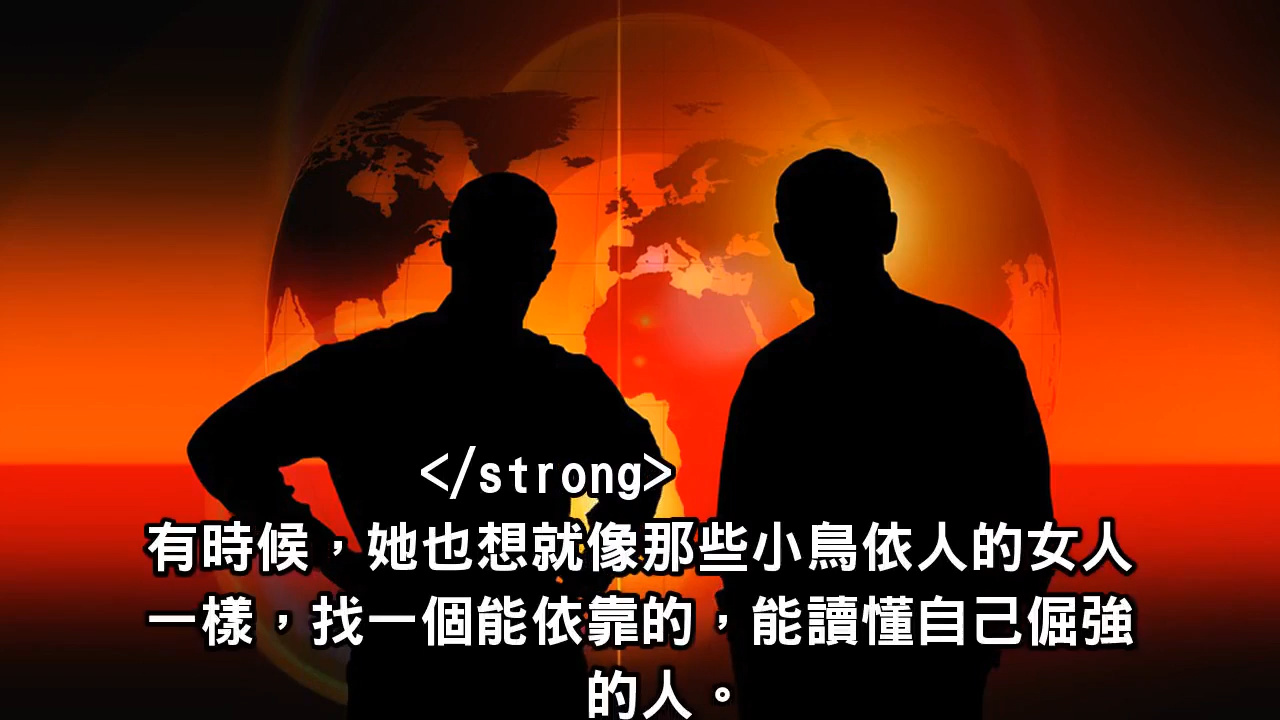 </strong>
有時候，她也想就像那些小鳥依人的女人
一樣，找一個能依靠的，能讀懂自己倔強
的人。